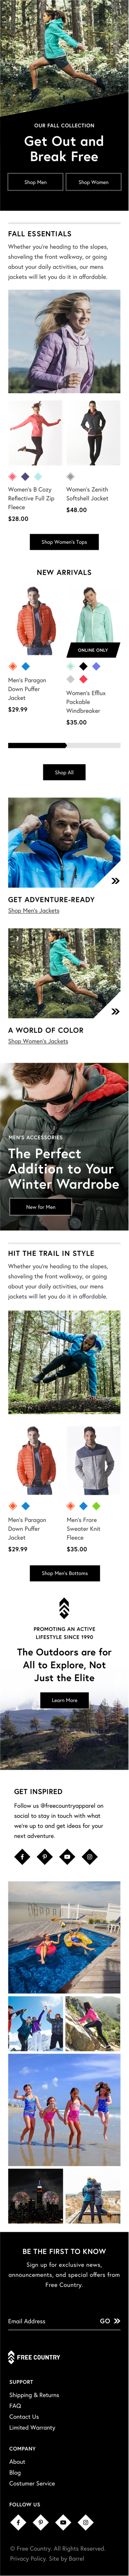 OUR FALL COLLECTION
Get Out and
Break Free
Shop Men
Shop Women
FALL ESSENTIALS
Whether you're heading to the slopes,
shoveling the front walkway, or going
about your daily activities, our mens
jackets will let you do it in affordable.
Women's B Cozy
Reflective Full Zip
Fleece
$28.00
Women's Zenith
Softshell Jacket
$48.00
Shop Women's Tops
NEW ARRIVALS
ONLINE ONLY
Men's Paragon
Down Puffer
Jacket
$29.99
Women's Efflux
Packable
Windbreaker
$35.00
Shop All
GET ADVENTURE-READY
Shop Men's Jackets
A WORLD OF COLOR
Shop Women's Jackets
MEN'S ACCESSORIES
The Perfect
Addition to Your
Winter Wardrobe
New for Men
HIT THE TRAIL IN STYLE
Whether you're heading to the slopes,
shoveling the front walkway, or going
about your daily activities, our mens
jackets will let you do it in affordable.
Men's Paragon
Down Puffer
Jacket
$29.99
Men's Frore
Sweater Knit
Fleece
$35.00
Shop Men's Bottoms
PROMOTING AN ACTIVE
LIFESTYLE SINCE 1990
The Outdoors are for
All to Explore, Not
Just the Elite
Learn More
GET INSPIRED
Follow us @freecountryapparel on
social to stay in touch with what
we're up to and get ideas for your
next adventure.
BE THE FIRST TO KNOW
Sign up for exclusive news,
announcements, and special offers from
Free Country.
Email Address
GO
FREE COUNTRY
SUPPORT
Shipping & Returns
FAQ
Contact Us
Limited Warranty
COMPANY
About
Blog
Costumer Service
FOLLOW US
© Free Country. All Rights Reserved.
Privacy Policy. Site by Barrel